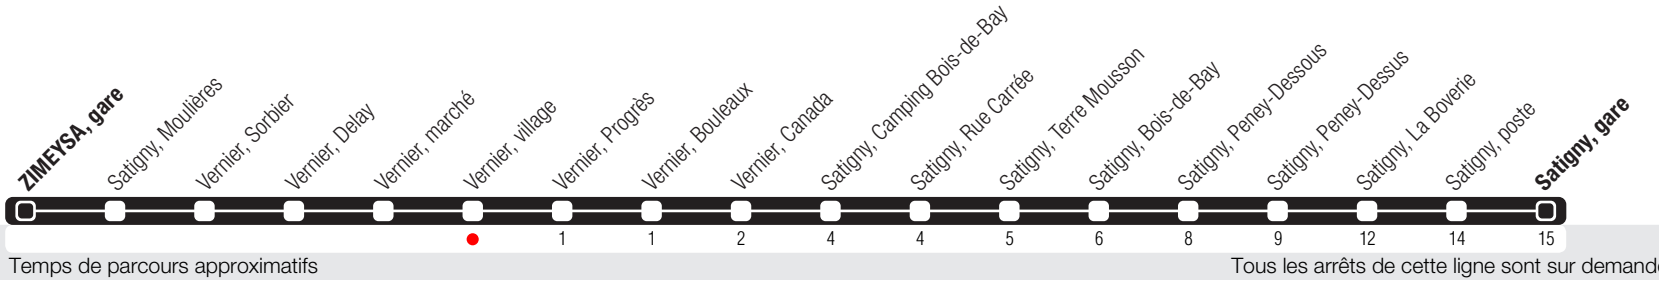 ZIMEYSA, gare
Satigny, Moulières
Vernier, Sorbier
Vernier, Delay
Vernier, marché
Vernier, village
Vernier, Progrès
Vernier, Bouleaux
Vernier, Canada
Satigny, Camping Bois-de-Bay
Satigny, Rue Carrée
Satigny, Terre Mousson
Satigny, Bois-de-Bay
Satigny, Peney-Dessous
Satigny, Peney-Dessus
Satigny, La Boverie
Satigny, poste
Satigny, gare
1 1 2 4 4 5 6 8 9 12 14 15
Temps de parcours approximatifs
Tous les arrêts de cette ligne sont sur demande